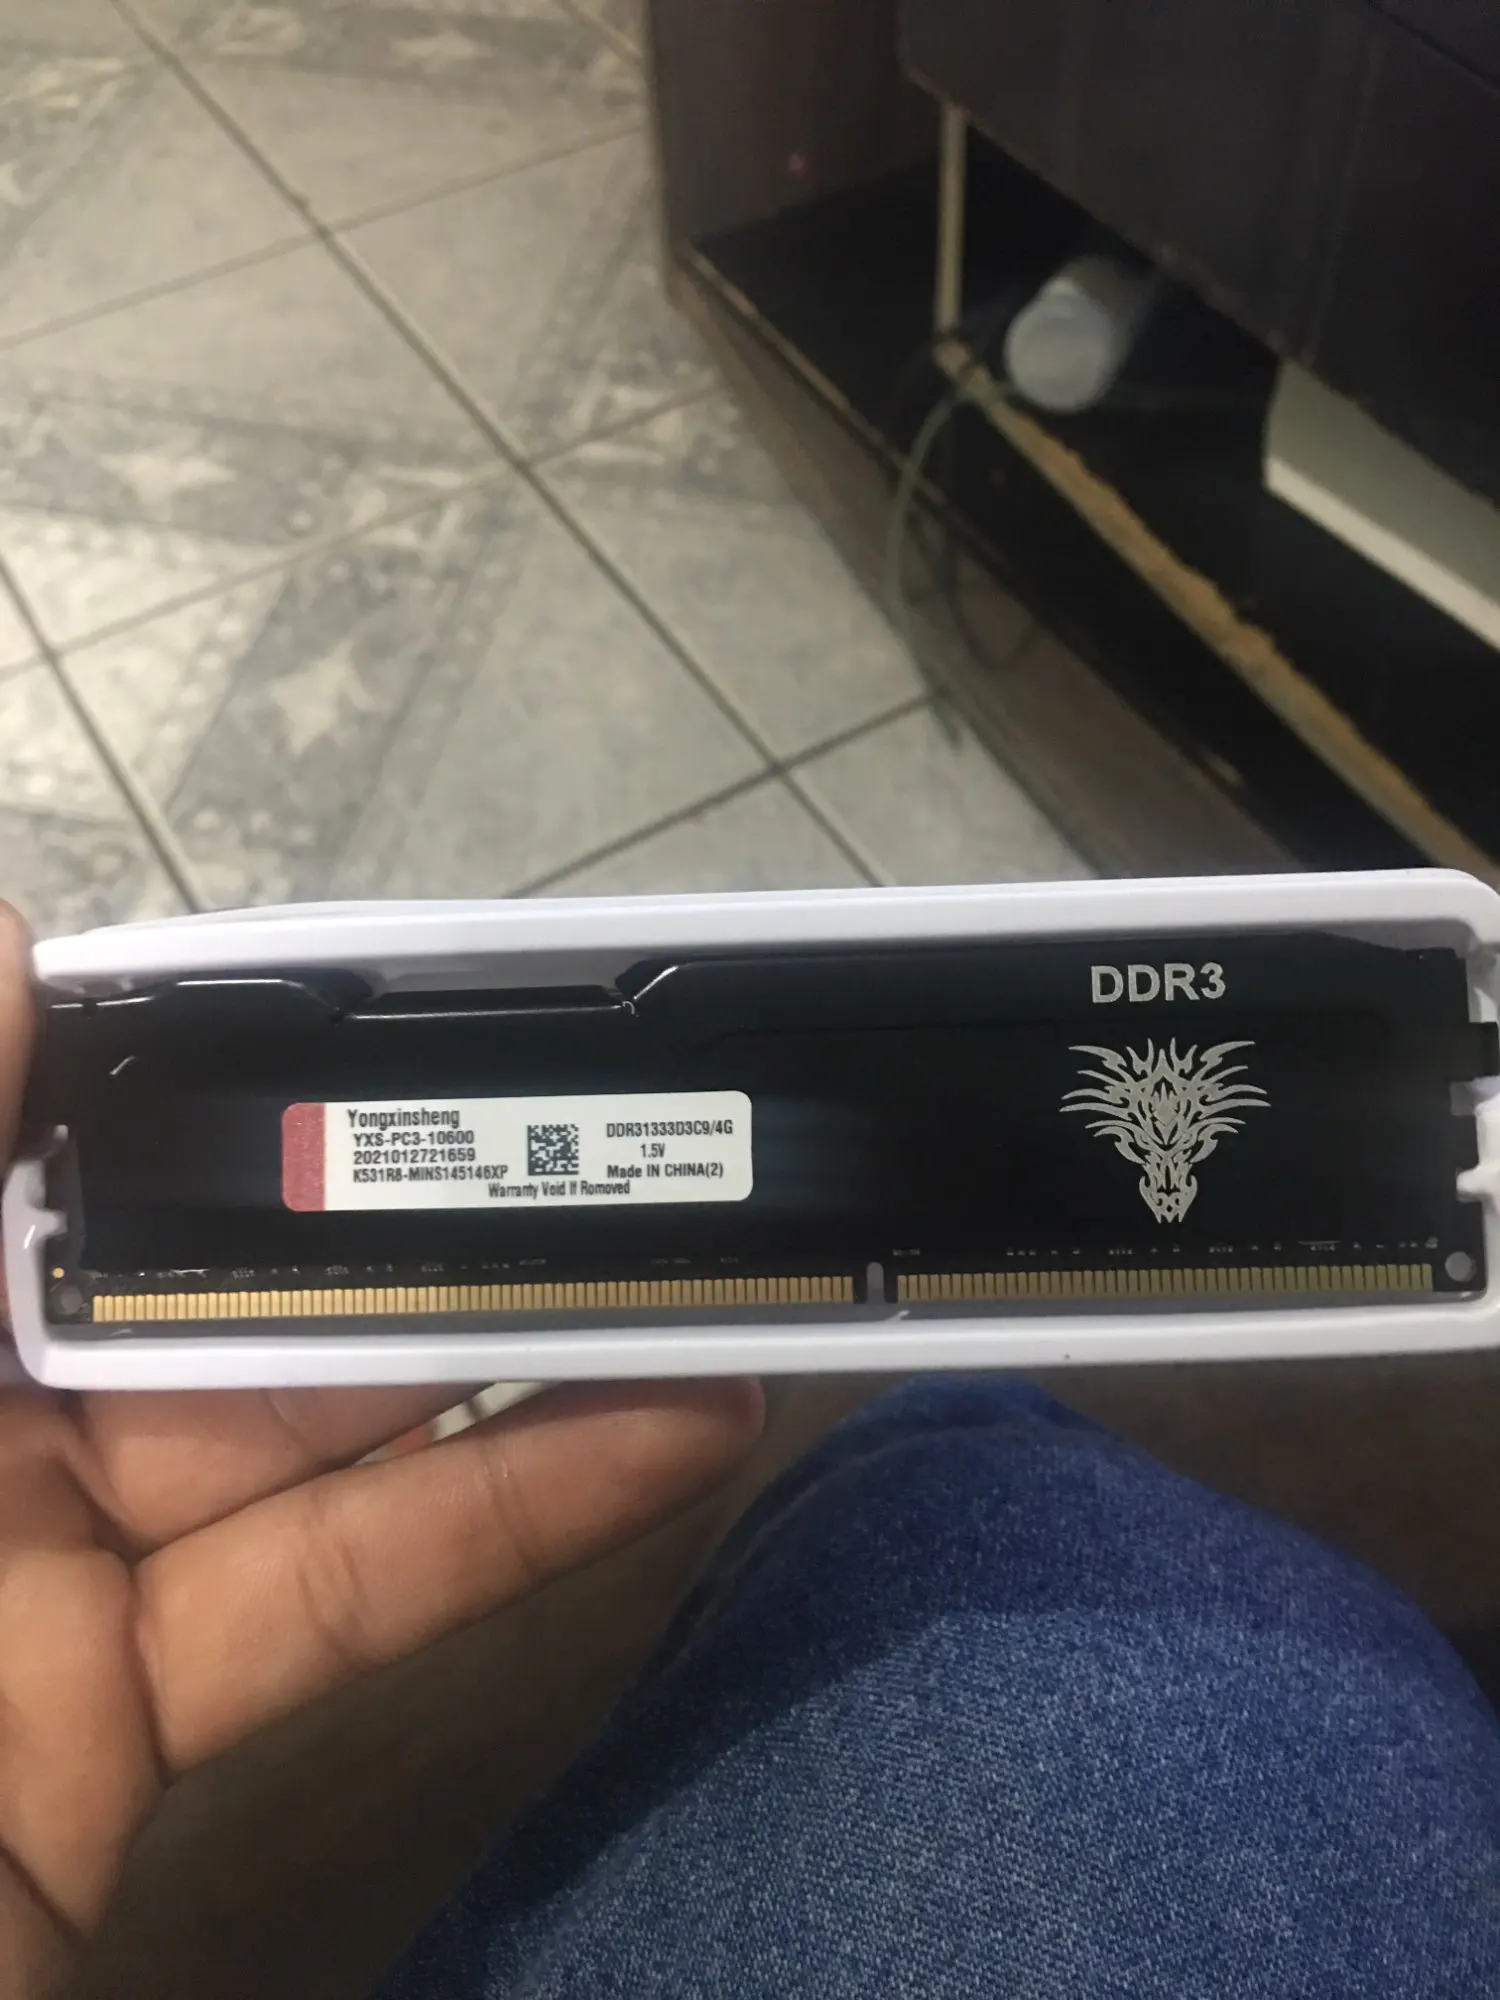 DDR3
Yongxinsheng
YXS-PC3-10600
2021012721659
K531R8-MINS145146XP
DDR31333D3C9/4G
1.5V
Made IN CHINA(2)
Warranty Void If Romoved